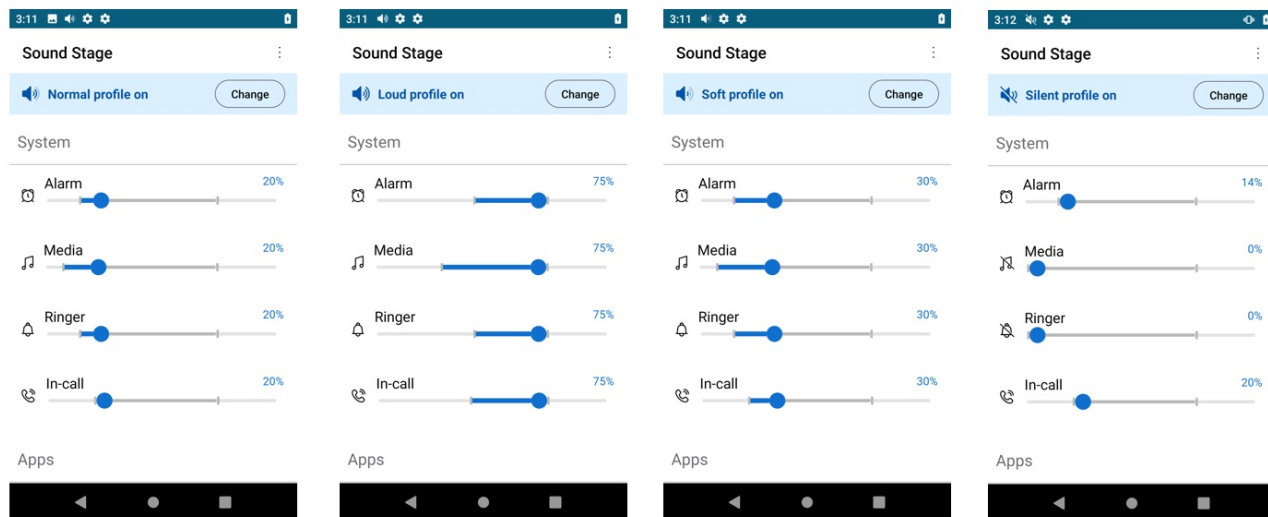 3:11
Sound Stage
Normal profile on
Change
System
Alarm
20%
Media
20%
Ringer
20%
In-call
20%
Apps
3:11
Sound Stage
Loud profile on
Change
System
Alarm
75%
Media
75%
Ringer
75%
In-call
75%
Apps
3:11
Sound Stage
Soft profile on
Change
System
Alarm
30%
Media
30%
Ringer
30%
In-call
30%
Apps
3:12
Sound Stage
Silent profile on
Change
System
Alarm
14%
Media
0%
Ringer
0%
In-call
20%
Apps